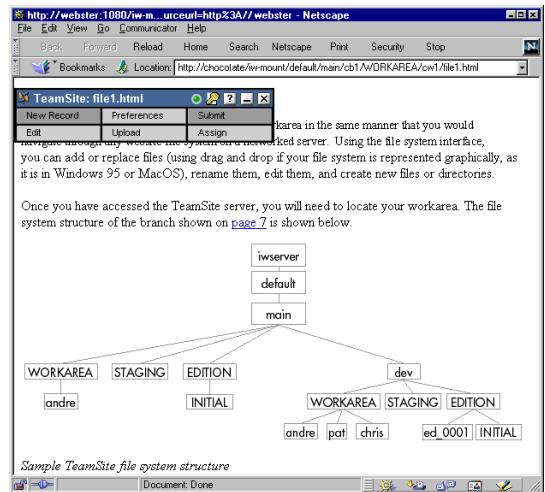 http://webster:1080/iw-m...urceurl=http%3A// webster - Netscape
File Edit View Go Communicator Help
Back Forward Reload Home Search Netscape Print Security Stop
N
Bookmarks Location: http://chocolate/iw-mount/default/main/cb1/WORKAREA/cw1/file1.html
TeamSite: file1.html
New Record Preferences Submit
Edit Upload Assign
karea in the same manner that you would
networked server. Using the file system interface,
you can add or replace files (using drag and drop if your file system is represented graphically, as
it is in Windows 95 or MacOS), rename them, edit them, and create new files or directories.
Once you have accessed the TeamSite server, you will need to locate your workarea. The file
system structure of the branch shown on page 7 is shown below.
iwserver
default
main
WORKAREA STAGING EDITION dev
andre INITIAL WORKAREA STAGING EDITION
andre pat chris ed_0001 INITIAL
Sample TeamSite file system structure
Document: Done